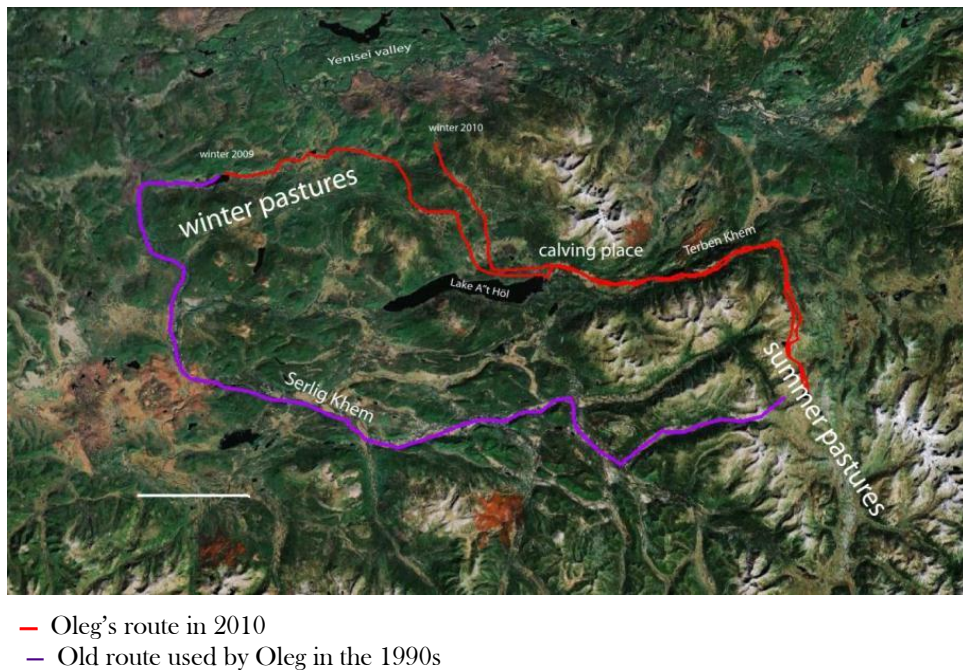 Yenisei valley
winter 2010
winter 2009
winter pastures
calving place
Terben Khem
Lake A"t Höl
summer pastures
Serlig Khem
Oleg's route in 2010
Old route used by Oleg in the 1990s